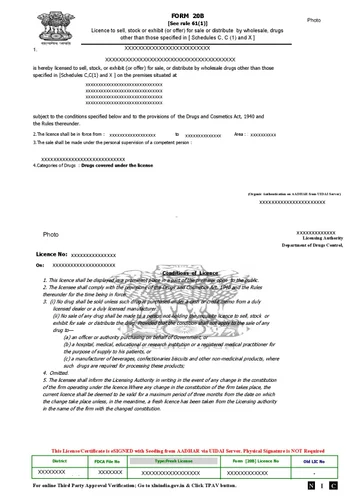 FORM 20B
[See rule 61(1)]
Photo
Licence to sell, stock or exhibit (or offer) for sale or distribute by wholesale, drugs
other than those specified in [ Schedules C, C (1) and X ]
1. XXXXXXXXXXXXXXXXXXXXXXXXX
XXXXXXXXXXXXXXXXXXXXXXXXXXXXXXXXXXXXX
is hereby licensed to sell, stock, or exhibit (or offer) for sale, or distribute by wholesale drugs other than those
specified in [Schedules C,C(1) and X ] on the premises situated at
subject to the conditions specified below and to the provisions of the Drugs and Cosmetics Act, 1940 and
the Rules thereunder.
2.The licence shall be in force from : XXXXXXXXXXXXXXXXX to XXXXXXXXXXXXXXXX Area : XXXXXXXXXX
3.The sale shall be made under the personal supervision of a competent person :
XXXXXXXXXXXXXXXXXXXXXXX
4.Categories of Drugs : Drugs covered under the license
(Organic Authentication on AADHAR from UIDAI Server)
XXXXXXXXXXXXXXXXXXXXX
Photo
XXXXXXXXXXXXX
Licensing Authority
Department of Drugs Control,
Licence No: XXXXXXXXXXXXXXX
On: XXXXXXXXXXXXXXXXXXXXX
Conditions of Licence
1. This licence shall be displayed in a prominent place in a part of the premises open to the public.
2. The licensee shall comply with the provisions of the Drugs and Cosmetics Act, 1940 and the Rules
thereunder for the time being in force.
3. (i) No drug shall be sold unless such drug is purchased under a cash or credit memo from a duly
licensed dealer or a duly licensed manufacturer.
(ii) No sale of any drug shall be made to a person not holding the requisite licence to sell, stock or
exhibit for sale or distribute the drug. Provided that the condition shall not apply to the sale of any
drug to—
(a) an officer or authority purchasing on behalf of Government, or
(b) a hospital, medical, educational or research institution or a registered medical practitioner for
the purpose of supply to his patients, or
(c) a manufacturer of beverages, confectionaries biscuits and other non-medicinal products, where
such drugs are required for processing these products;
4. Omitted.
5. The licensee shall inform the Licensing Authority in writing in the event of any change in the constitution
of the firm operating under the licence.Where any change in the constitution of the firm takes place, the
current licence shall be deemed to be valid for a maximum period of three months from the date on which
the change take place unless, in the meantime, a fresh licence has been taken from the Licensing authority
in the name of the firm with the changed constitution.
This Licence/Certificate is eSIGNED with Seeding from AADHAR via UIDAI Server. Physical Signature is NOT Required
District FDCA File No Type:Fresh Licence Form [20B] Licence No Old LIC No
XXXXXXXX XXXXXXX XXXXXXXXXXXXXX XXXXXXXXXXXXXX -
For online Third Party Approval Verification; Go to xlnindia.gov.in & Click TPAV button. N I C